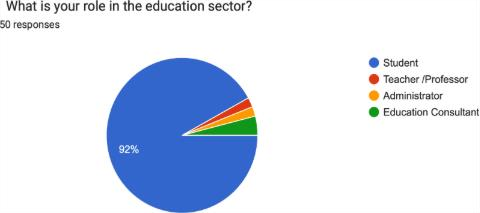 What is your role in the education sector?
50 responses
Student
Teacher /Professor
Administrator
Education Consultant
92%